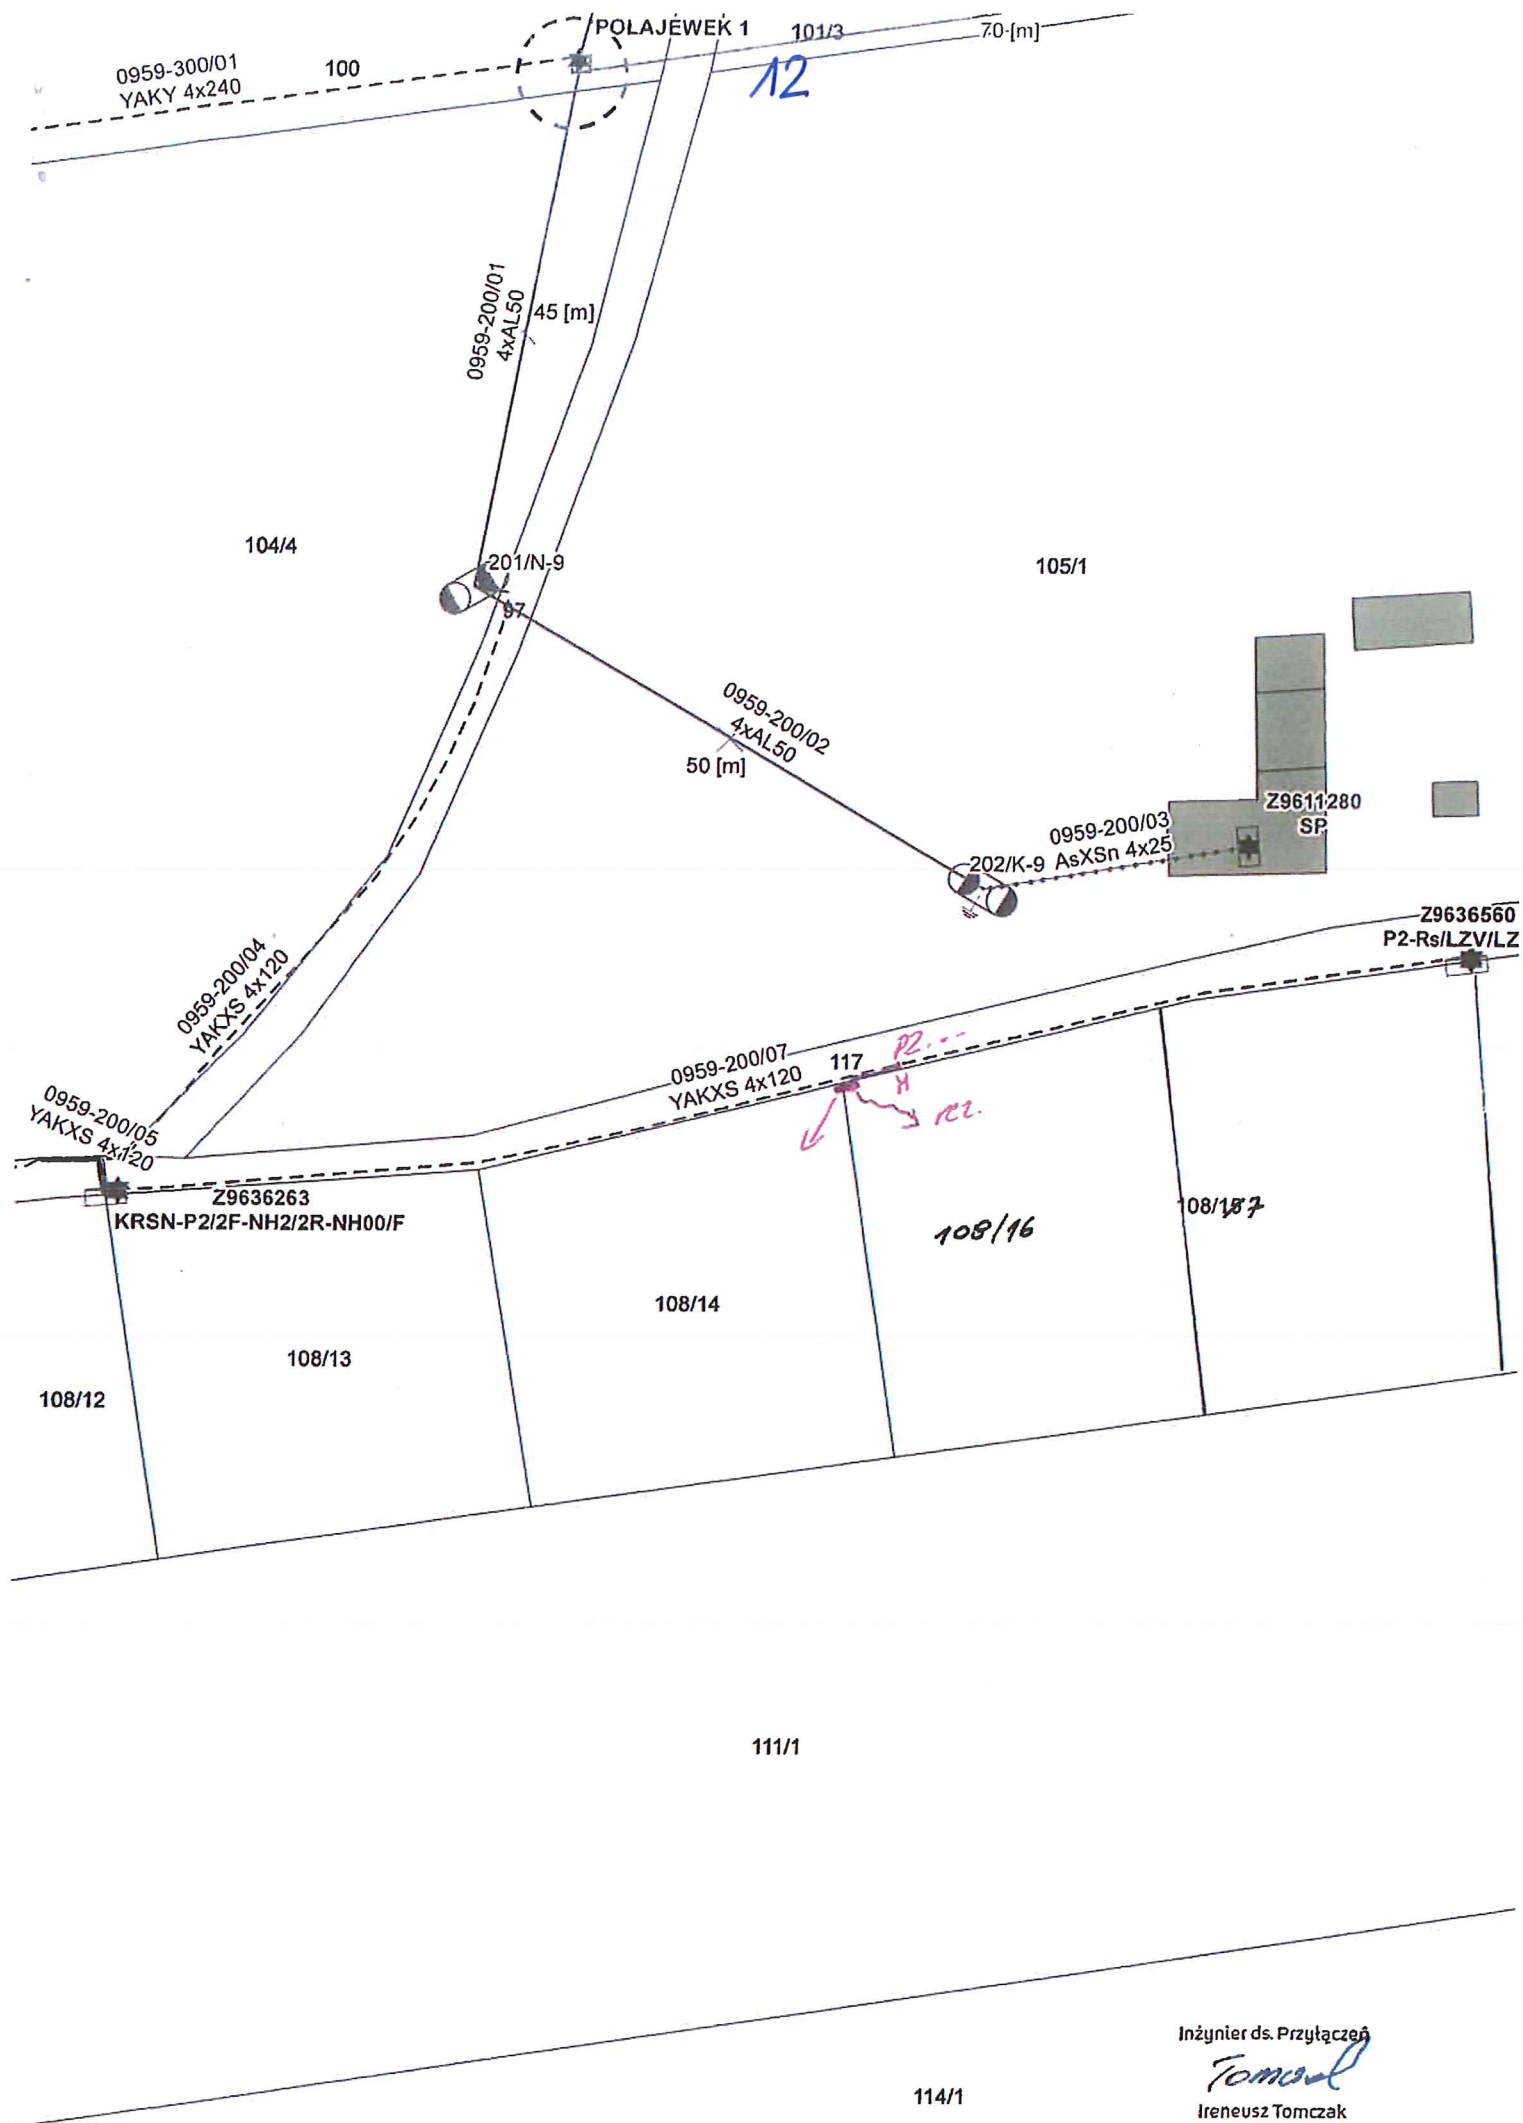 POŁAJEWEK 1
101/3
70 [m]
0959-300/01
YAKY 4x240
100
12
0959-200/01
4xAL50
45 [m]
104/4
201/N-9
97
105/1
0959-200/02
4xAL50
50 [m]
Z9611280
SP
0959-200/03
AsXSn 4x25
202/K-9
Z9636560
P2-Rs/LZV/LZ
0959-200/04
YAKXS 4x120
P2....
0959-200/07
YAKXS 4x120
117
M
rez.
0959-200/05
YAKXS 4x120
Z9636263
KRSN-P2/2F-NH2/2R-NH00/F
108/16
108/14
108/13
108/12
111/1
Inżynier ds. Przyłączeń
Ireneusz Tomczak
114/1